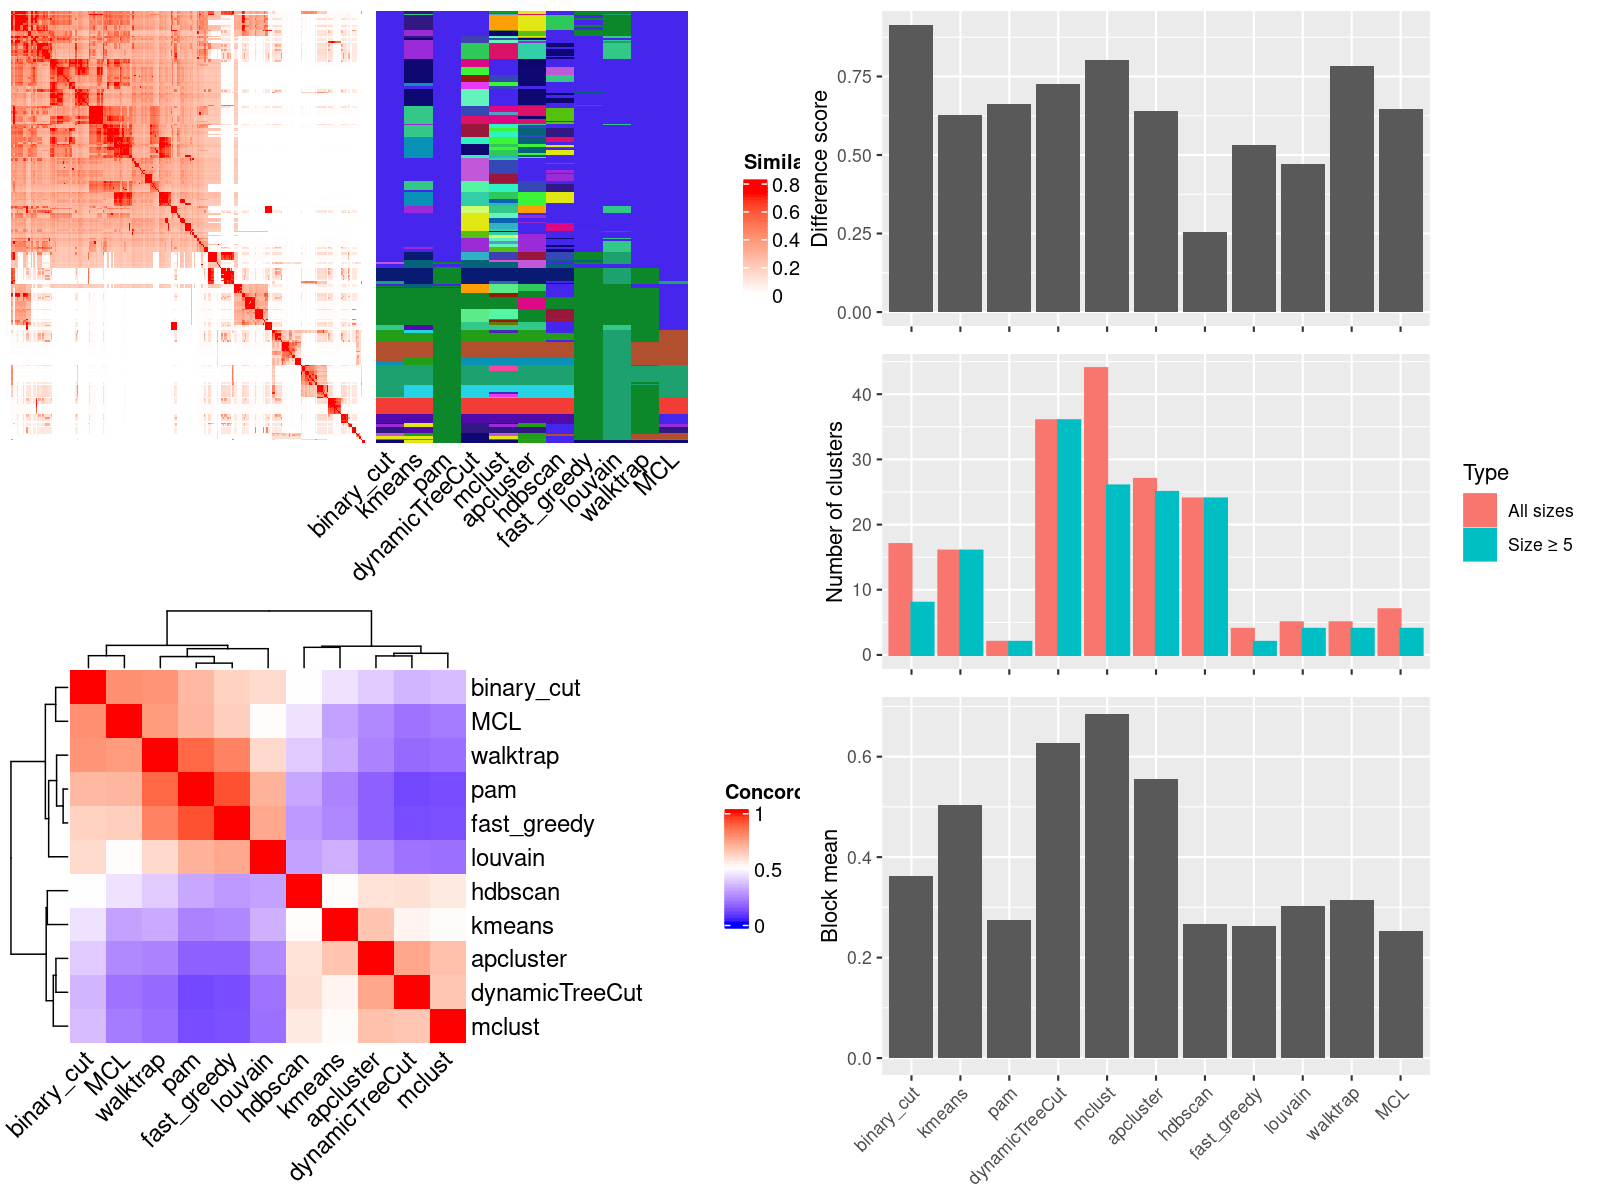 Simila
0.8
0.6
0.4
0.2
0
binary_cut
kmeans
pam
dynamicTreeCut
mclust
apcluster
hdbscan
fast_greedy
louvain
walktrap
MCL
binary_cut
MCL
walktrap
pam
fast_greedy
louvain
hdbscan
kmeans
apcluster
dynamicTreeCut
mclust
binary_cut
MCL
walktrap
pam
fast_greedy
louvain
hdbscan
kmeans
apcluster
dynamicTreeCut
mclust
Concord
1
0.5
0
Difference score
0.75
0.50
0.25
0.00
Number of clusters
40
30
20
10
0
Type
All sizes
Size ≥ 5
Block mean
0.6
0.4
0.2
0.0
binary_cut
kmeans
pam
dynamicTreeCut
mclust
apcluster
hdbscan
fast_greedy
louvain
walktrap
MCL